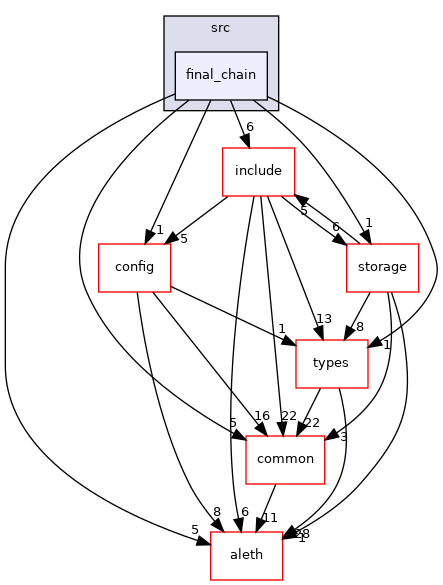 src
final_chain
6
include
1
5
5
6
1
config
storage
13
8
1
1
types
16
22
22
5
3
common
8
6
11
5
28
1
aleth